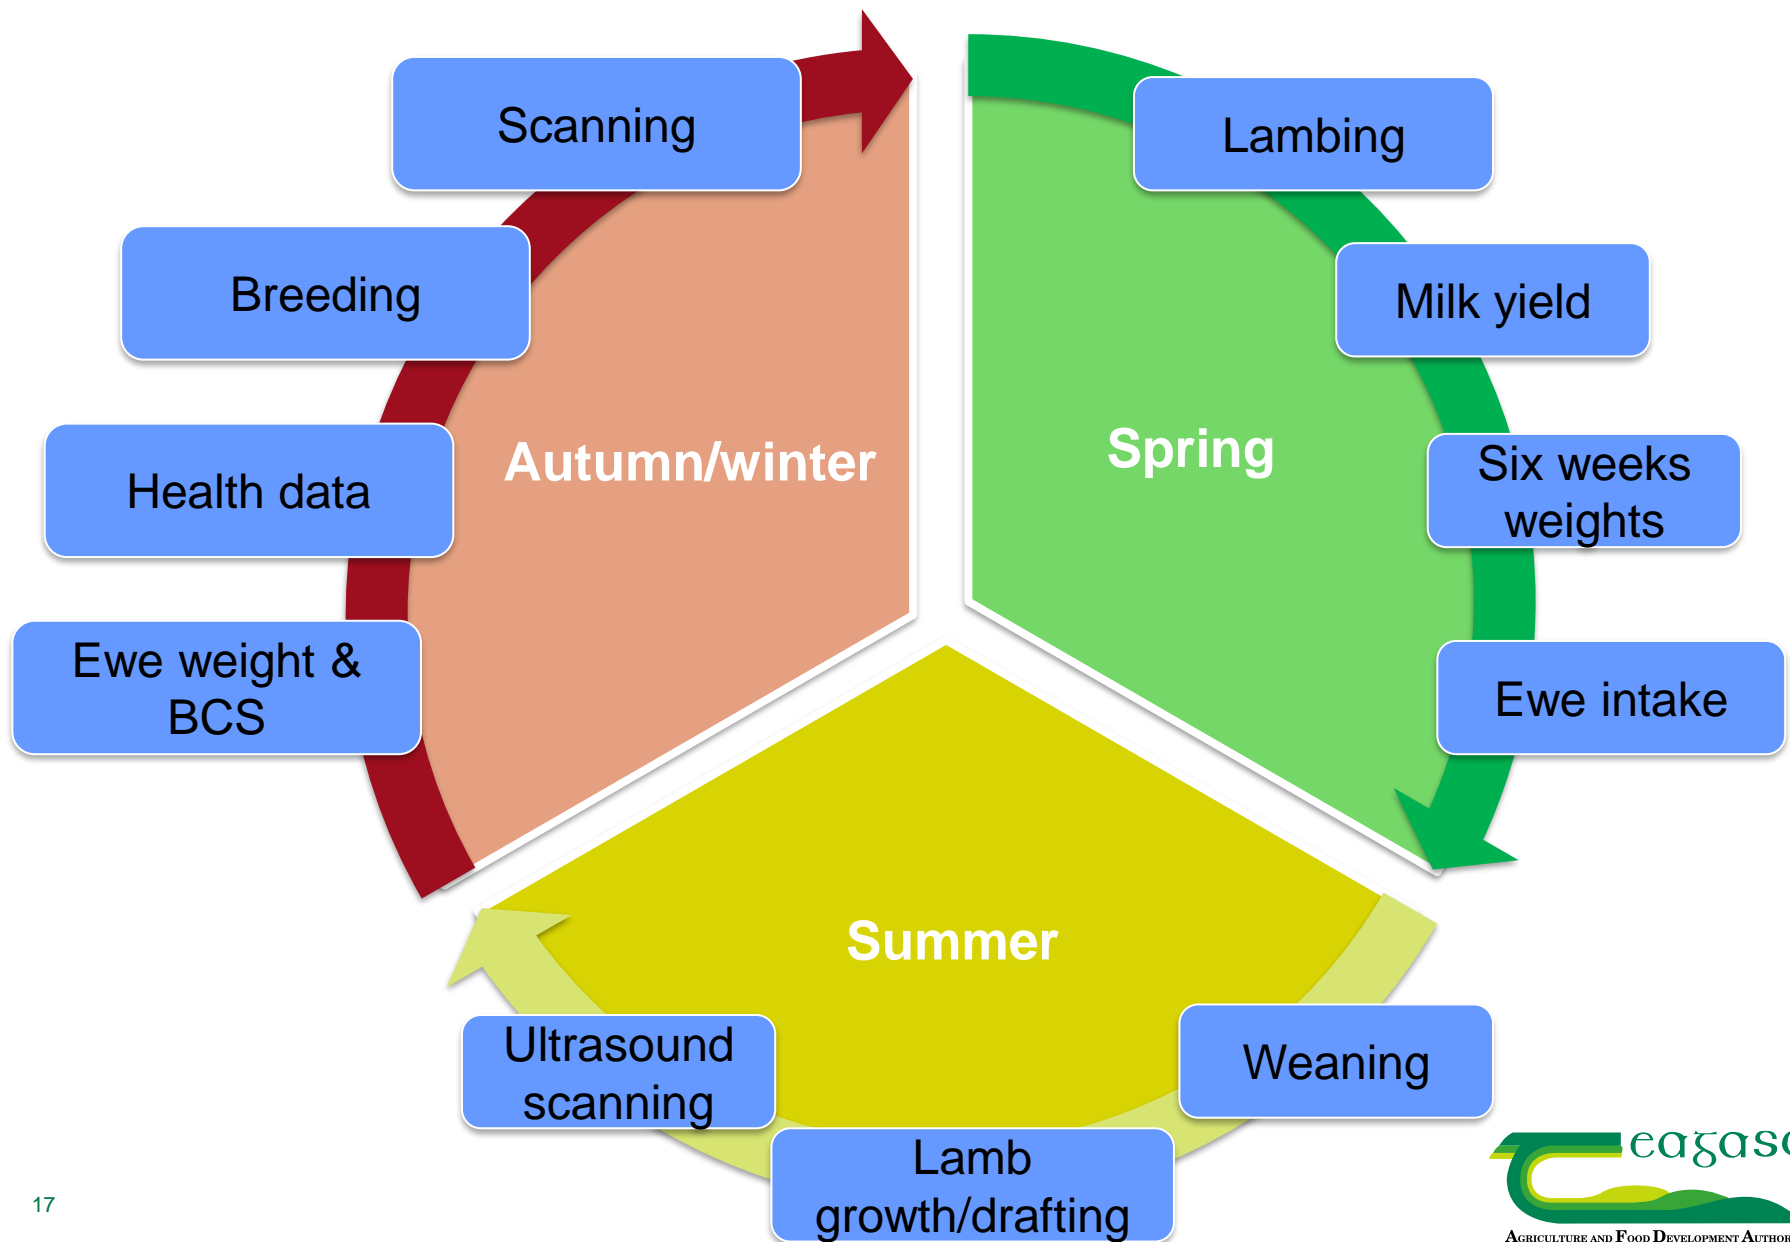 Scanning
Lambing
Breeding
Milk yield
Autumn/winter
Spring
Health data
Six weeks
weights
Ewe weight &
BCS
Ewe intake
Summer
Ultrasound
scanning
Weaning
Lamb
growth/drafting
17
eagasc
AGRICULTURE AND FOOD DEVELOPMENT AUTHOR